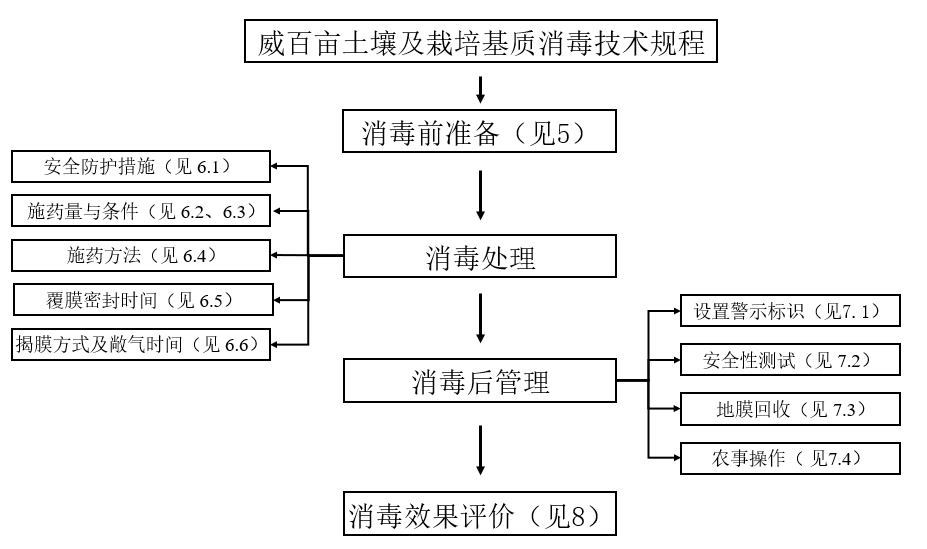 威百亩土壤及栽培基质消毒技术规程
消毒前准备（见5）
安全防护措施（见 6.1）
施药量与条件（见 6.2、6.3）
施药方法（见 6.4）
覆膜密封时间（见 6.5）
揭膜方式及敞气时间（见 6.6）
消毒处理
消毒后管理
设置警示标识（见7.1）
安全性测试（见 7.2）
地膜回收（见 7.3）
农事操作（ 见7.4）
消毒效果评价（见8）